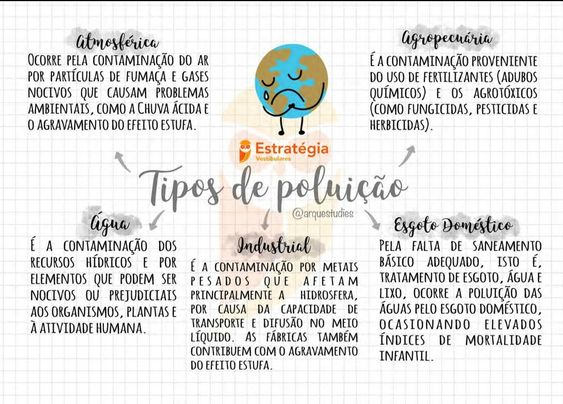 Atmosférica
OCORRE PELA CONTAMINAÇÃO DO AR
POR PARTÍCULAS DE FUMAÇA E GASES
NOCIVOS QUE CAUSAM PROBLEMAS
AMBIENTAIS, COMO A CHUVA ÁCIDA E
O AGRAVAMENTO DO EFEITO ESTUFA.
Agropecuária
É A CONTAMINAÇÃO PROVENIENTE
DO USO DE FERTILIZANTES (ADUBOS
QUÍMICOS) E OS AGROTÓXICOS
(COMO FUNGICIDAS, PESTICIDAS E
HERBICIDAS).
Estratégia
Vestibulares
Tipos de poluição
@arquestudies
Água
É A CONTAMINAÇÃO DOS
RECURSOS HÍDRICOS E POR
ELEMENTOS QUE PODEM SER
NOCIVOS OU PREJUDICIAIS
AOS ORGANISMOS, PLANTAS E
À ATIVIDADE HUMANA.
Industrial
É A CONTAMINAÇÃO POR METAIS
PESADOS QUE AFETAM
PRINCIPALMENTE A HIDROSFERA,
POR CAUSA DA CAPACIDADE DE
TRANSPORTE E DIFUSÃO NO MEIO
LÍQUIDO. AS FÁBRICAS TAMBÉM
CONTRIBUEM COM O AGRAVAMENTO
DO EFEITO ESTUFA.
Esgoto Doméstico
PELA FALTA DE SANEAMENTO
BÁSICO ADEQUADO, ISTO É,
TRATAMENTO DE ESGOTO, ÁGUA E
LIXO, OCORRE A POLUIÇÃO DAS
ÁGUAS PELO ESGOTO DOMÉSTICO,
OCASIONANDO ELEVADOS
ÍNDICES DE MORTALIDADE
INFANTIL.